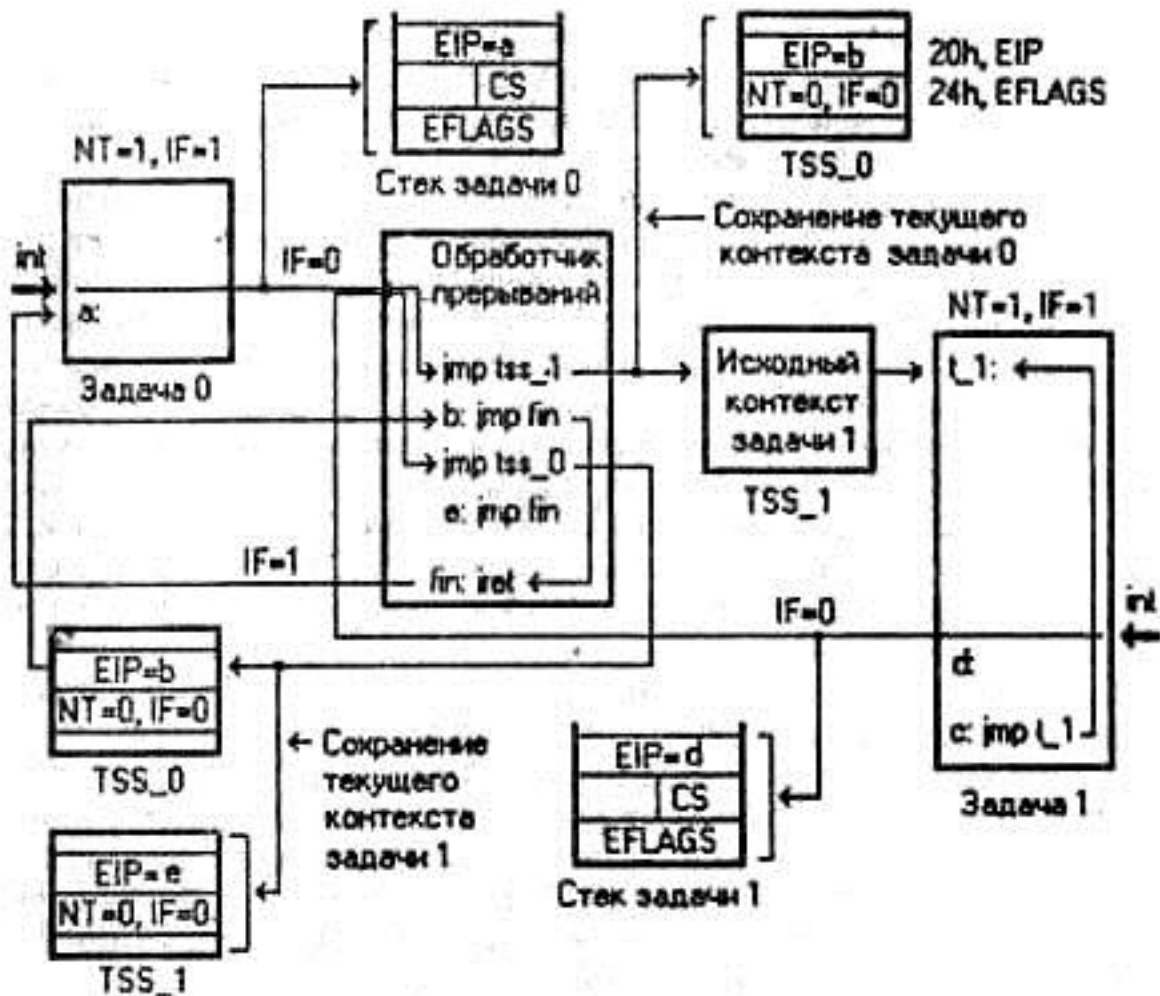 EIP=a
CS
EFLAGS
Стек задачи 0
EIP=b
NT=0, IF=0
20h, EIP
24h, EFLAGS
TSS_0
NT=1, IF=1
int
a:
Задача 0
IF=0
Обработчик
прерываний
jmp tss_1
b: jmp fin
jmp tss_0
e: jmp fin
fin: iret
Сохранение текущего
контекста задачи 0
Исходный
контекст
задачи 1
TSS_1
NT=1, IF=1
t_1:
d:
c: jmp t_1
Задача 1
int
IF=1
IF=0
EIP=b
NT=0, IF=0
TSS_0
Сохранение
текущего
контекста
задачи 1
EIP=e
NT=0, IF=0
TSS_1
EIP=d
CS
EFLAGS
Стек задачи 1